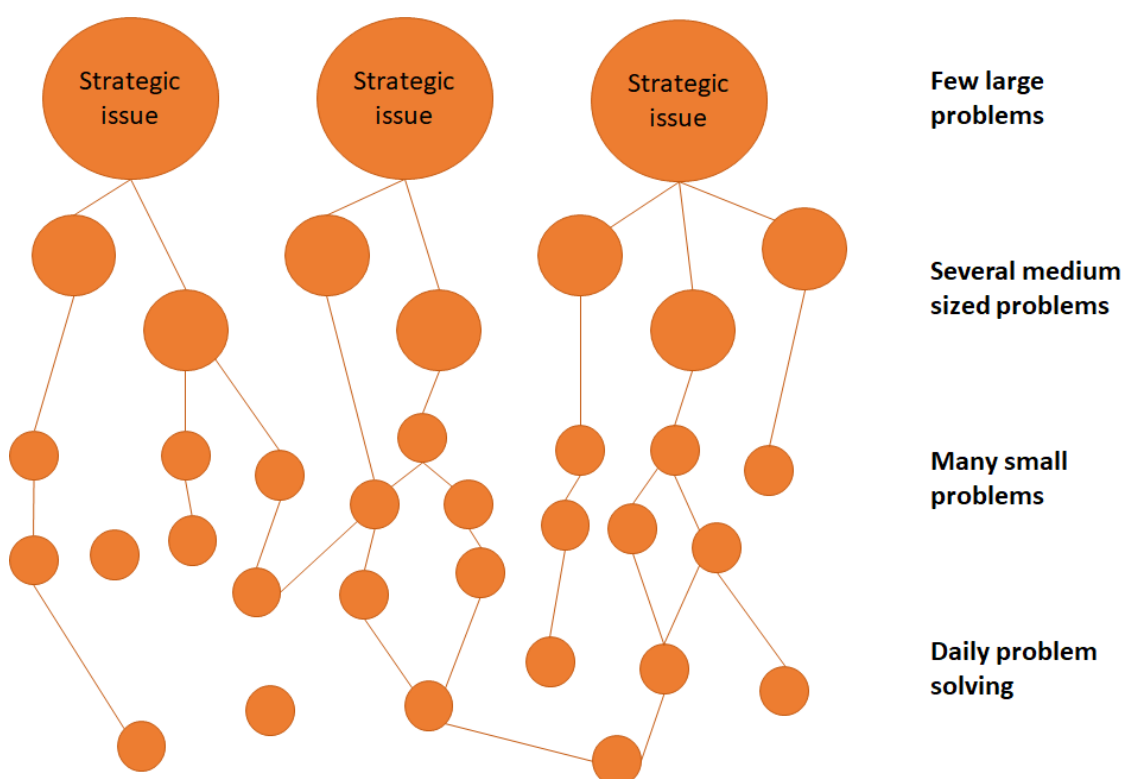 Strategic
issue
Strategic
issue
Strategic
issue
Few large
problems
Several medium
sized problems
Many small
problems
Daily problem
solving